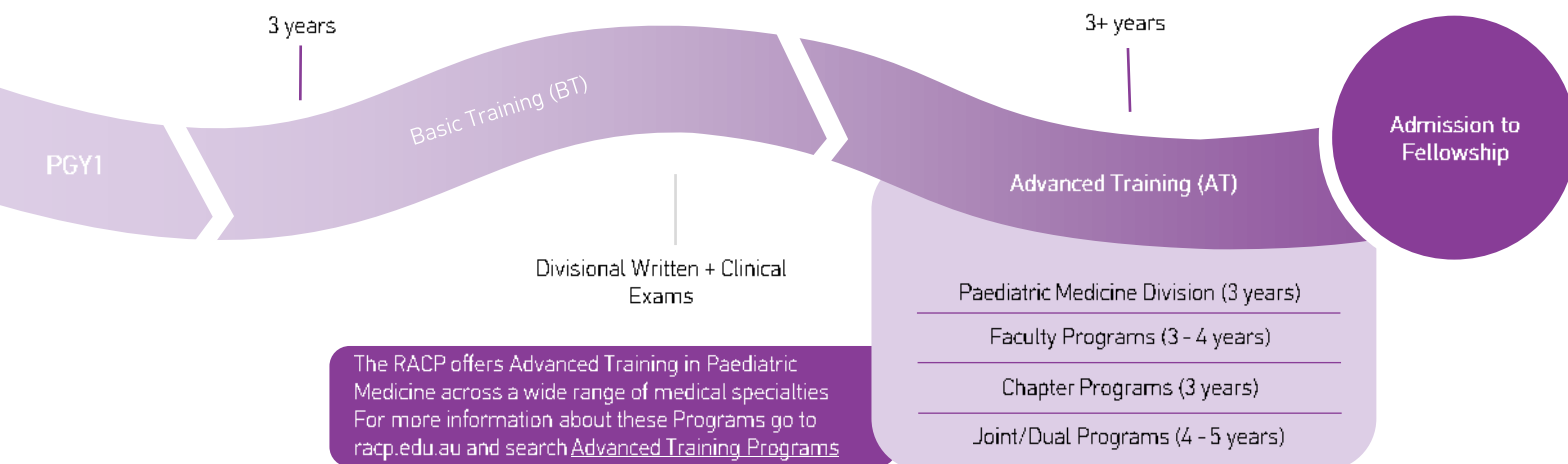 3 years
3+ years
PGY1
Basic Training (BT)
Advanced Training (AT)
Admission to
Fellowship
Divisional Written + Clinical
Exams
Paediatric Medicine Division (3 years)
Faculty Programs (3 - 4 years)
Chapter Programs (3 years)
Joint/Dual Programs (4 - 5 years)
The RACP offers Advanced Training in Paediatric
Medicine across a wide range of medical specialties
For more information about these Programs go to
racp.edu.au and search Advanced Training Programs